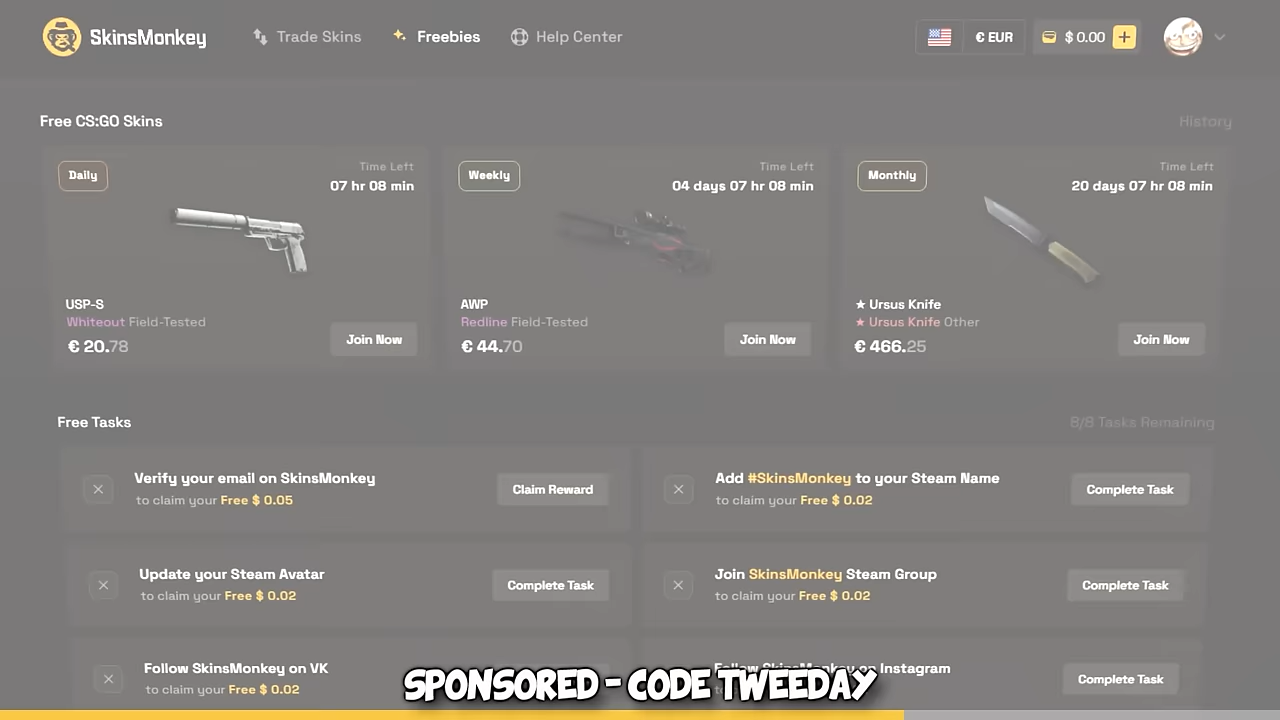 SkinsMonkey
Trade Skins
Freebies
Help Center
€ EUR
$ 0.00
Free CS:GO Skins
History
Daily
Time Left
07 hr 08 min
USP-S
Whiteout Field-Tested
€ 20.78
Join Now
Weekly
Time Left
04 days 07 hr 08 min
AWP
Redline Field-Tested
€ 44.70
Join Now
Monthly
Time Left
20 days 07 hr 08 min
★ Ursus Knife
★ Ursus Knife Other
€ 466.25
Join Now
Free Tasks
8/8 Tasks Remaining
Verify your email on SkinsMonkey
to claim your Free $ 0.05
Claim Reward
Add #SkinsMonkey to your Steam Name
to claim your Free $ 0.02
Complete Task
Update your Steam Avatar
to claim your Free $ 0.02
Complete Task
Join SkinsMonkey Steam Group
to claim your Free $ 0.02
Complete Task
Follow SkinsMonkey on VK
to claim your Free $ 0.02
Follow SkinsMonkey on Instagram
Complete Task
SPONSORED - CODE TWEEDAY